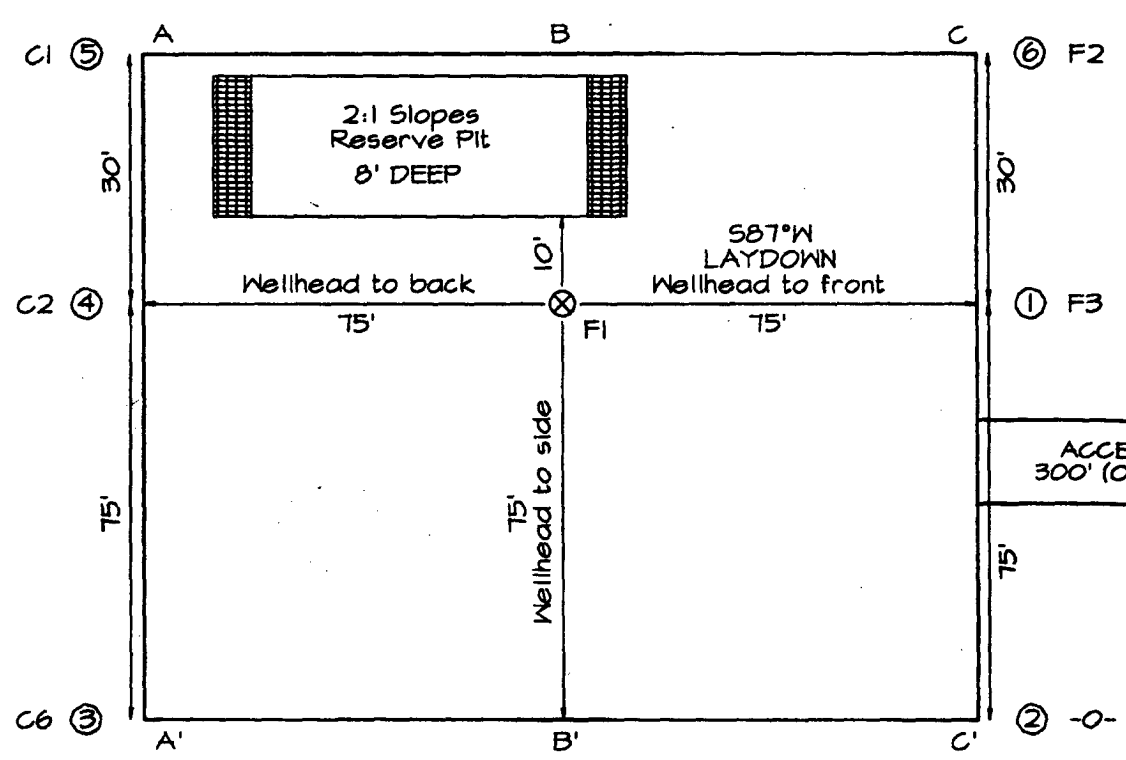 A B C
C1 ⑤ ⑥ F2
2:1 Slopes
Reserve Pit
8' DEEP
30' 30'
10'
S87°W
LAYDOWN
Wellhead to back Wellhead to front
C2 ④ ① F3
75' 75'
F1
Wellhead to side
75'
75'
75'
ACCE
300' (O
C6 ③ ② -0-
A' B' C'